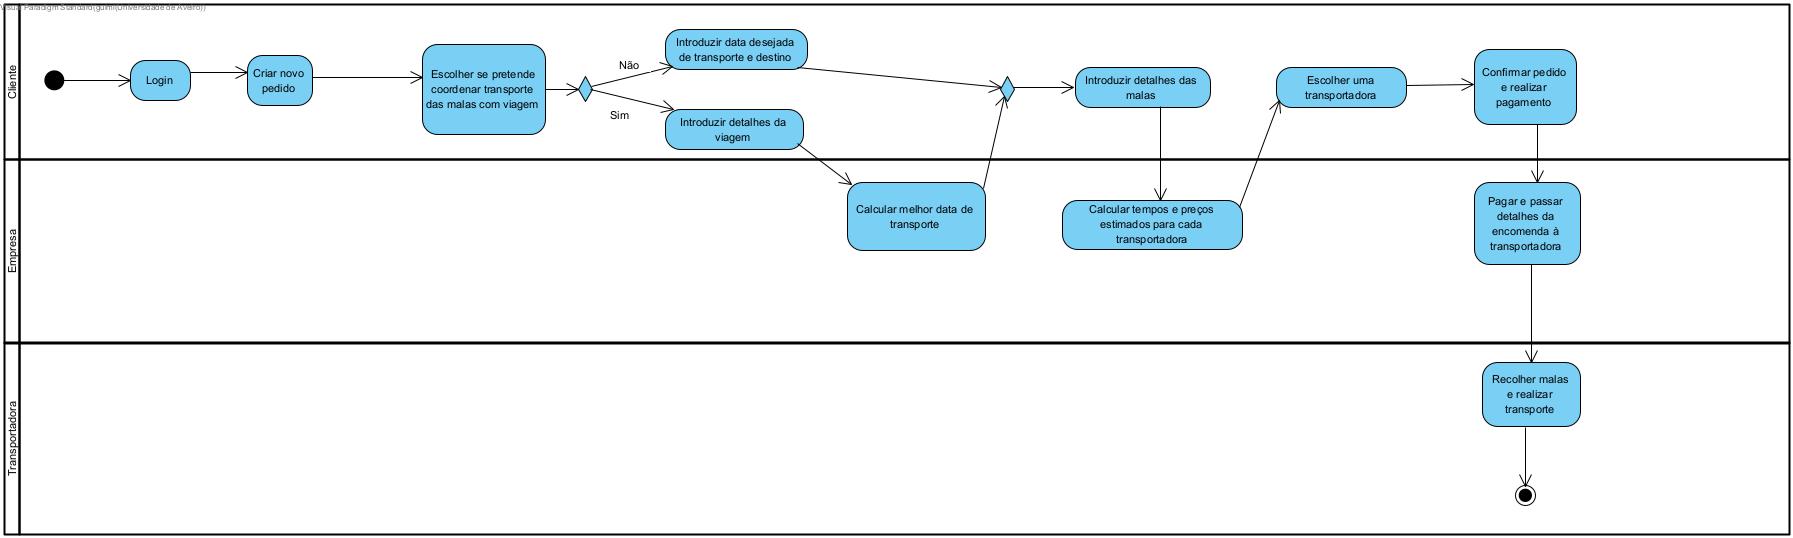 Visual Paradigm Standard(guimi(Universidade de Aveiro))
Cliente
Login
Criar novo
pedido
Escolher se pretende
coordenar transporte
das malas com viagem
Não
Sim
Introduzir data desejada
de transporte e destino
Introduzir detalhes da
viagem
Introduzir detalhes das
malas
Escolher uma
transportadora
Confirmar pedido
e realizar
pagamento
Empresa
Calcular melhor data de
transporte
Calcular tempos e preços
estimados para cada
transportadora
Pagar e passar
detalhes da
encomenda à
transportadora
Transportadora
Recolher malas
e realizar
transporte